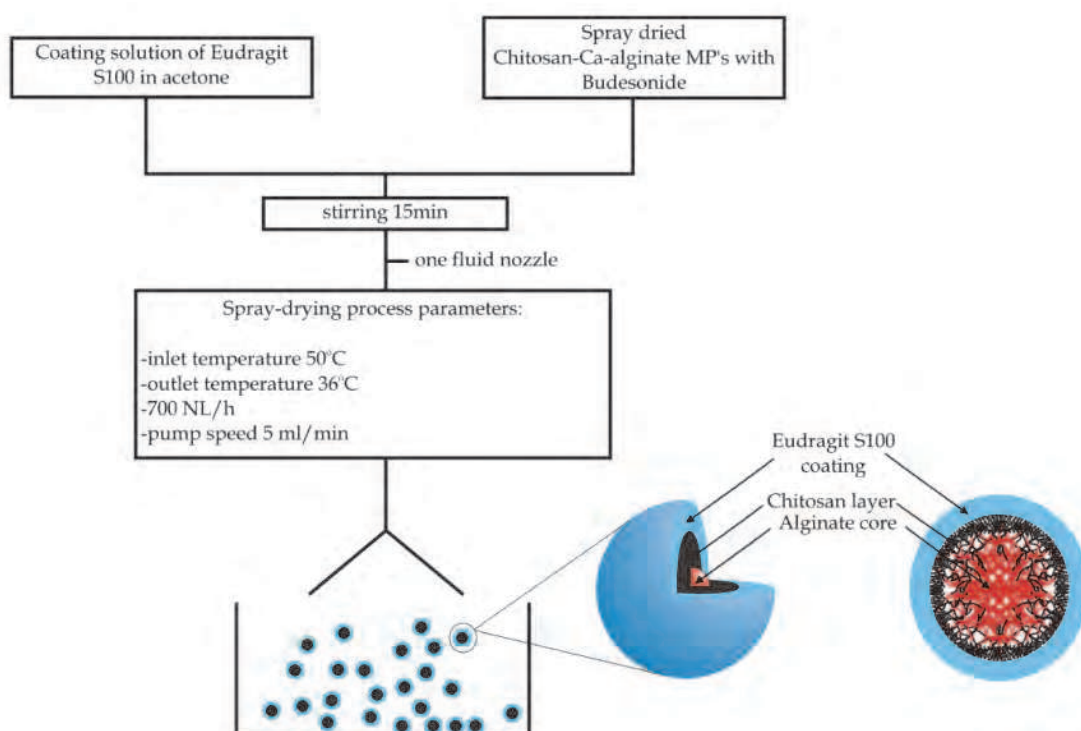 Coating solution of Eudragit
S100 in acetone
Spray dried
Chitosan-Ca-alginate MP's with
Budesonide
stirring 15min
one fluid nozzle
Spray-drying process parameters:
-inlet temperature 50°C
-outlet temperature 36°C
-700 NL/h
-pump speed 5 ml/min
Eudragit S100
coating
Chitosan layer
Alginate core